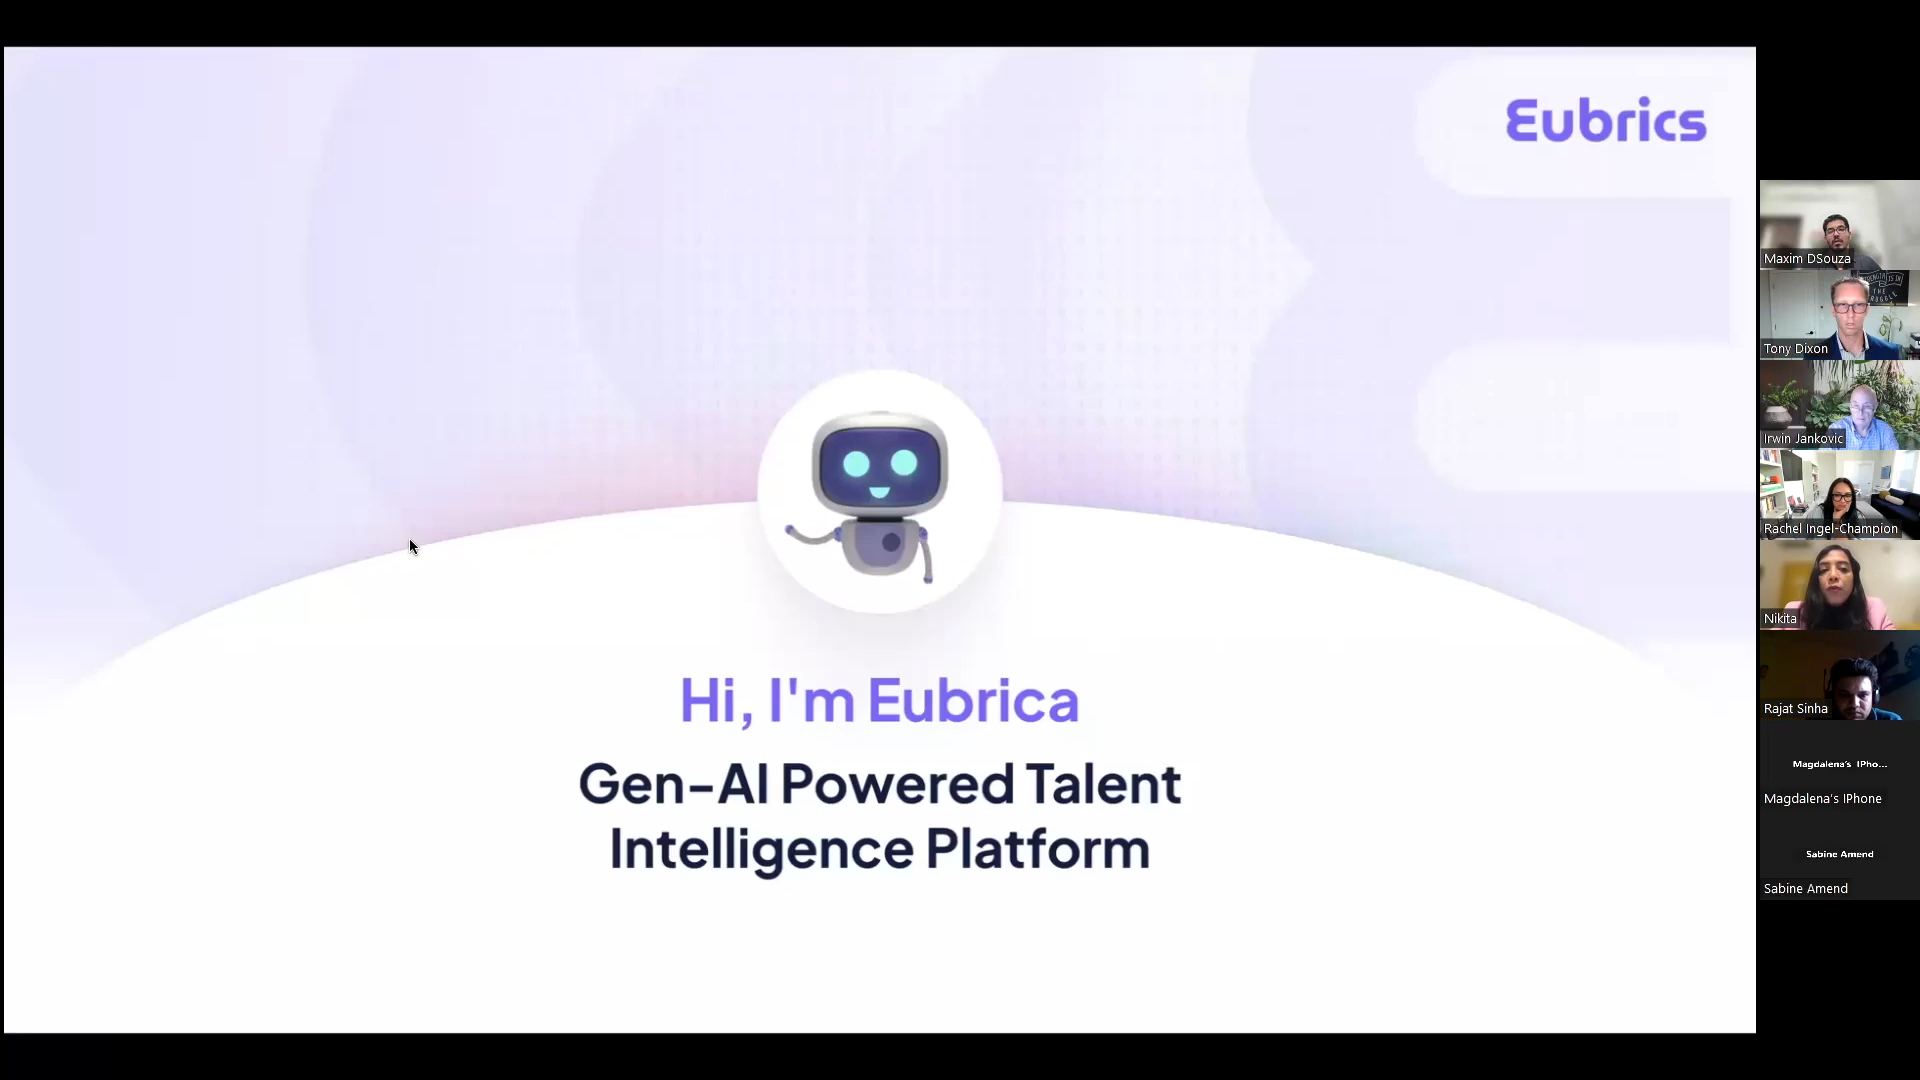 Eubrics
Hi, I'm Eubrica
Gen-AI Powered Talent
Intelligence Platform
Maxim DSouza
THE
Tony Dixon
Irwin Jankovic
Rachel Ingel-Champion
Nikita
Rajat Sinha
Magdalena's IPho...
Magdalena's IPhone
Sabine Amend
Sabine Amend